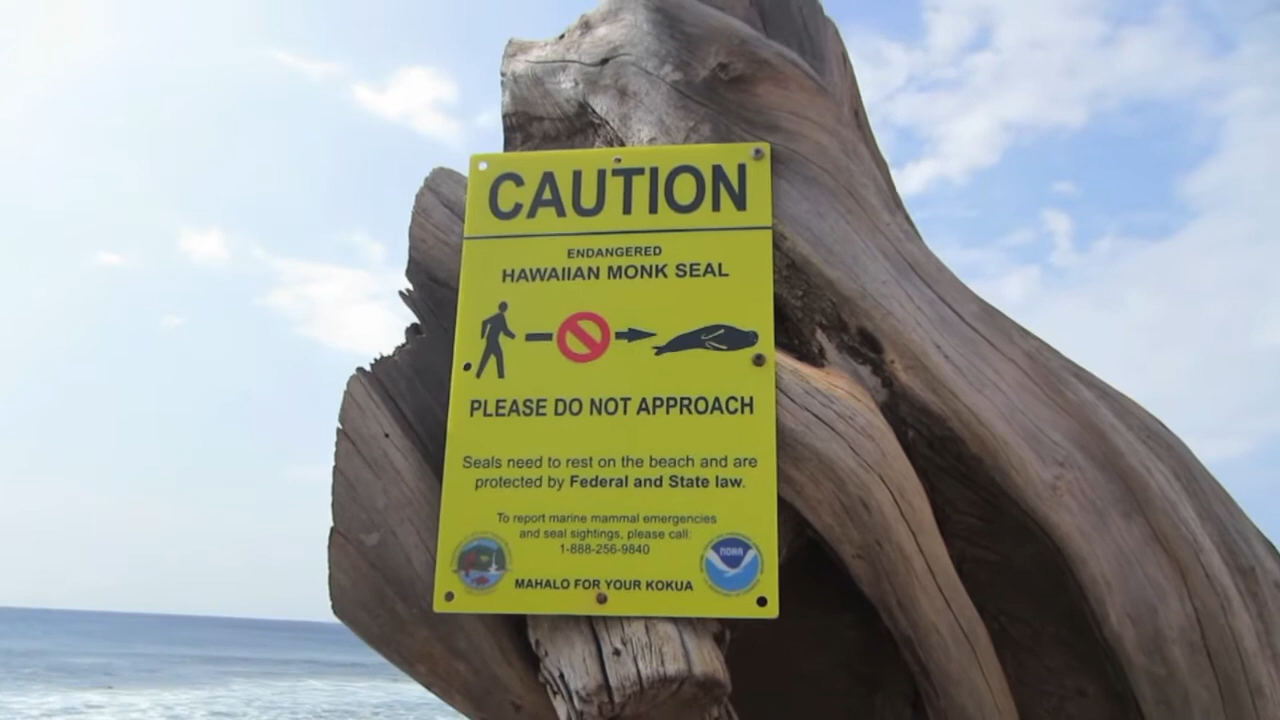 CAUTION
ENDANGERED
HAWAIIAN MONK SEAL
PLEASE DO NOT APPROACH
Seals need to rest on the beach and are
protected by Federal and State law.
To report marine mammal emergencies
and seal sightings, please call:
1-888-256-9840
NOAA
MAHALO FOR YOUR KOKUA